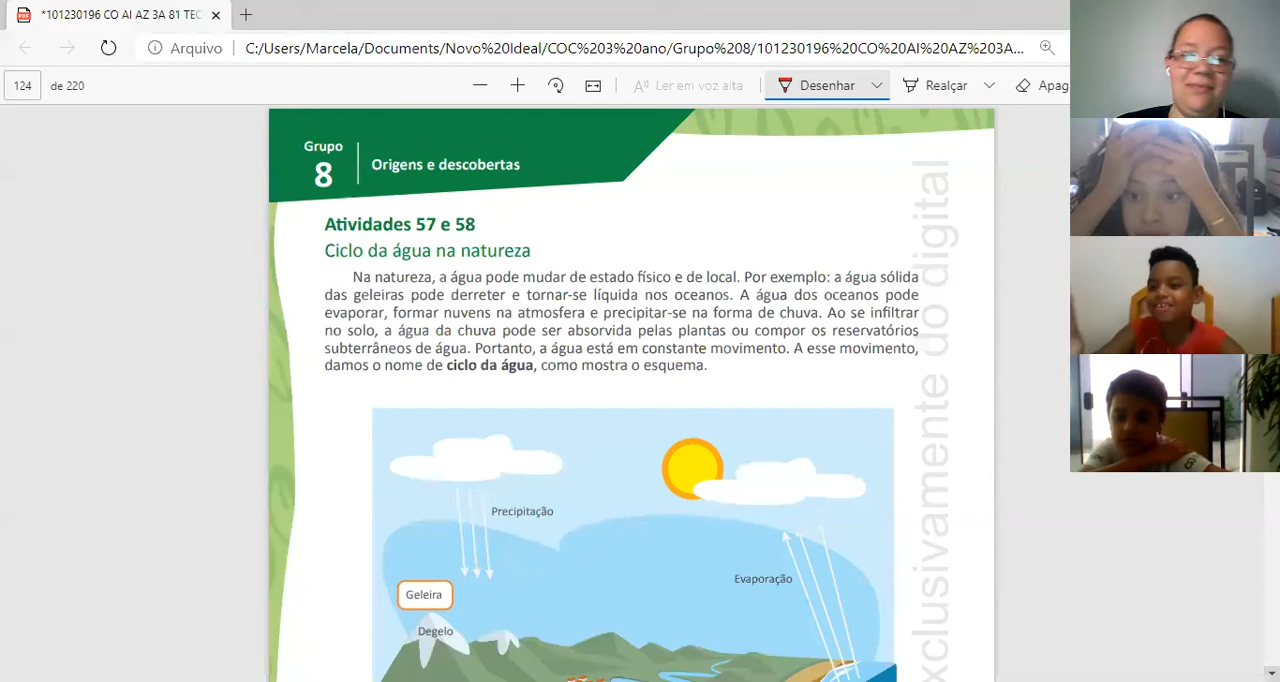 *101230196 CO AI AZ 3A 81 TEO
Arquivo
C:/Users/Marcela/Documents/Novo%20Ideal/COC%203%20ano/Grupo%208/101230196%20CO%20AI%20AZ%203A...
124 de 220
Ler em voz alta
Desenhar
Realçar
Apag
Grupo
8
Origens e descobertas
Atividades 57 e 58
Ciclo da água na natureza
Na natureza, a água pode mudar de estado físico e de local. Por exemplo: a água sólida
das geleiras pode derreter e tornar-se líquida nos oceanos. A água dos oceanos pode
evaporar, formar nuvens na atmosfera e precipitar-se na forma de chuva. Ao se infiltrar
no solo, a água da chuva pode ser absorvida pelas plantas ou compor os reservatórios
subterrâneos de água. Portanto, a água está em constante movimento. A esse movimento,
damos o nome de ciclo da água, como mostra o esquema.
Precipitação
Evaporação
Geleira
Degelo
xclusivamente do digital